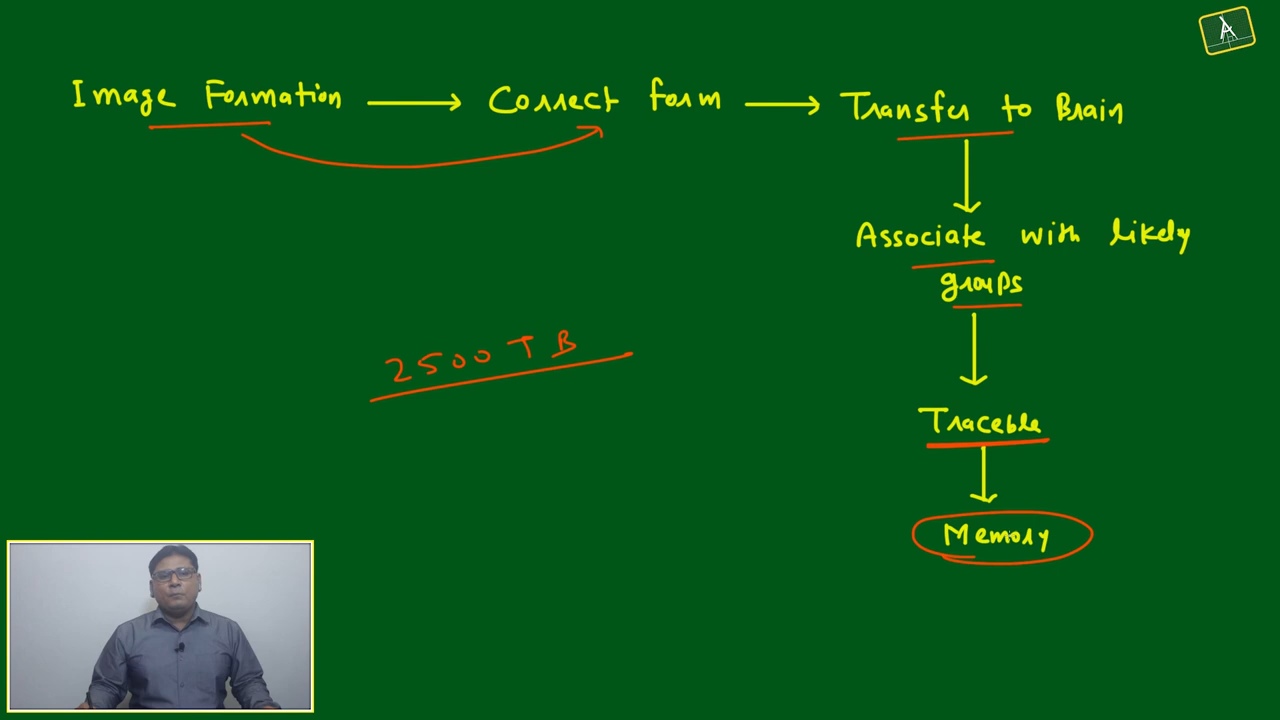 Image Formation → Correct form → Transfer to Brain
Associate with likely
groups
2500 TB
Traceble
Memory
A